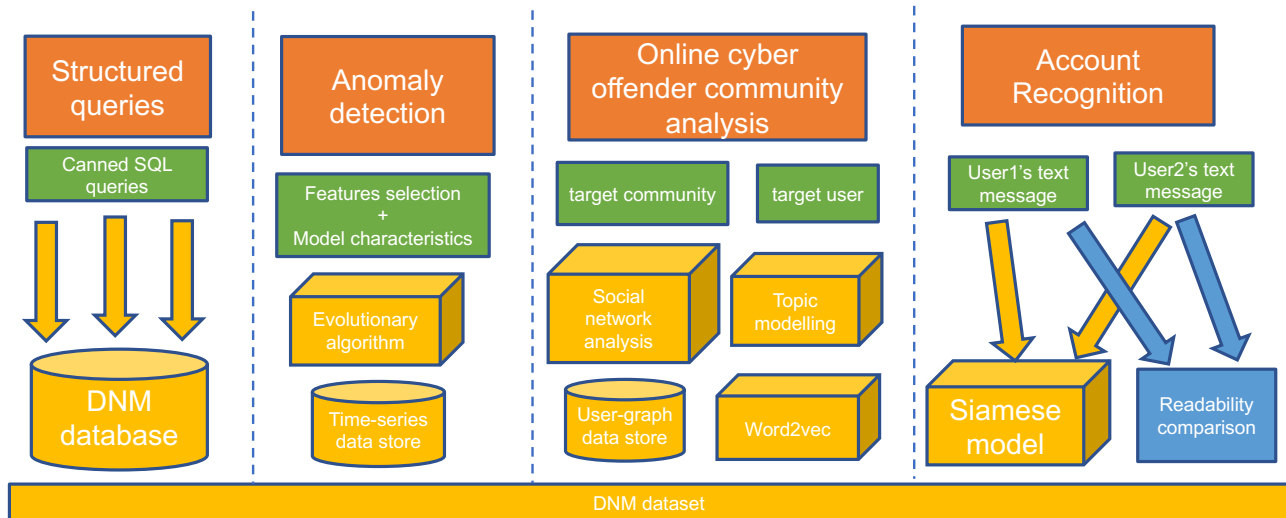 Structured
queries
Canned SQL
queries
DNM
database
Anomaly
detection
Features selection
+
Model characteristics
Evolutionary
algorithm
Time-series
data store
Online cyber
offender community
analysis
target community
target user
Social
network
analysis
Topic
modelling
User-graph
data store
Word2vec
Account
Recognition
User1's text
message
User2's text
message
Siamese
model
Readability
comparison
DNM dataset